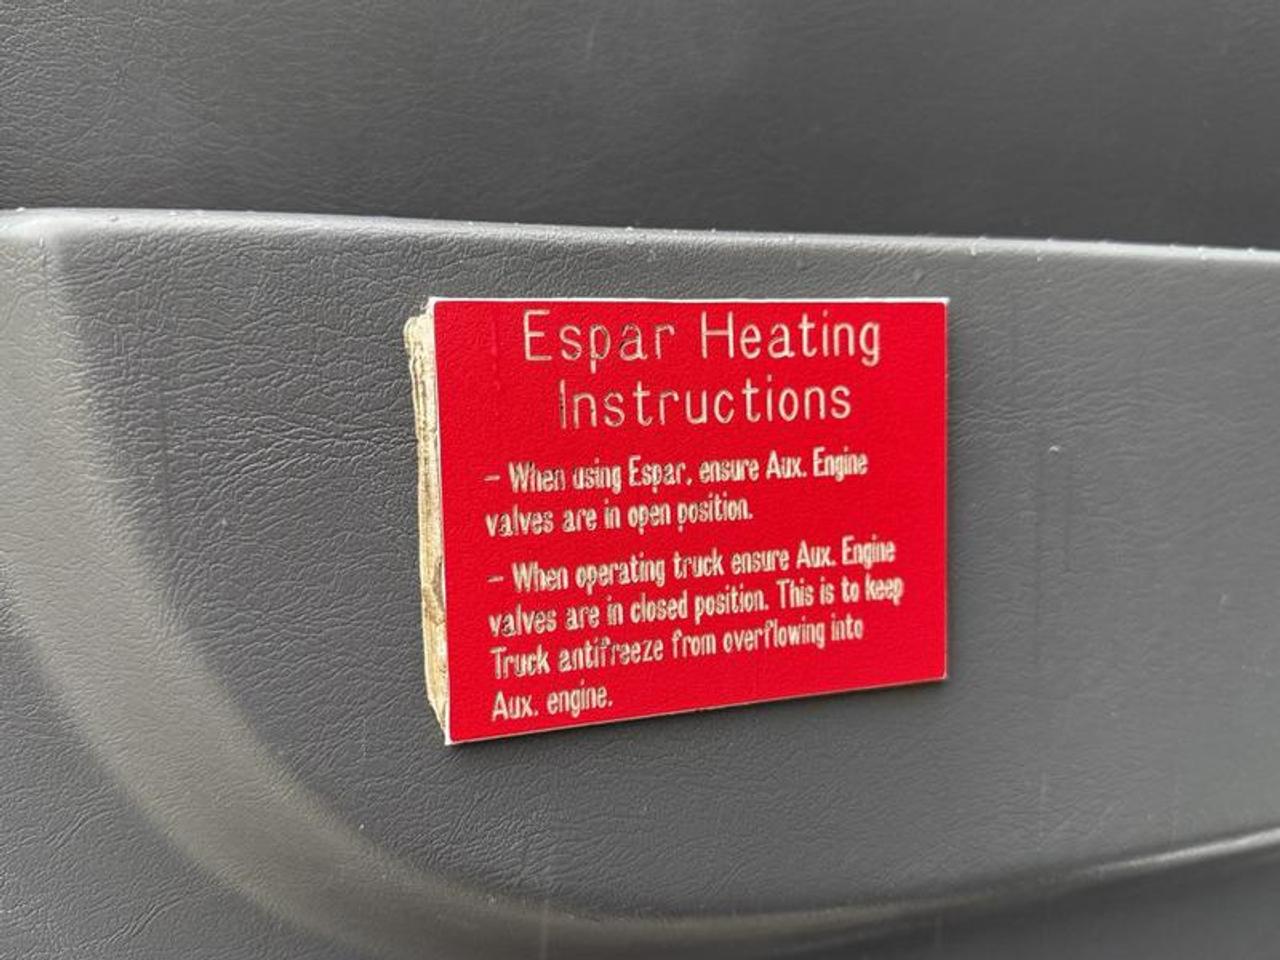 Espar Heating
Instructions
- When using Espar, ensure Aux. Engine
valves are in open position.
- When operating truck ensure Aux. Engine
valves are in closed position. This is to keep
Truck antifreeze from overflowing into
Aux. engine.